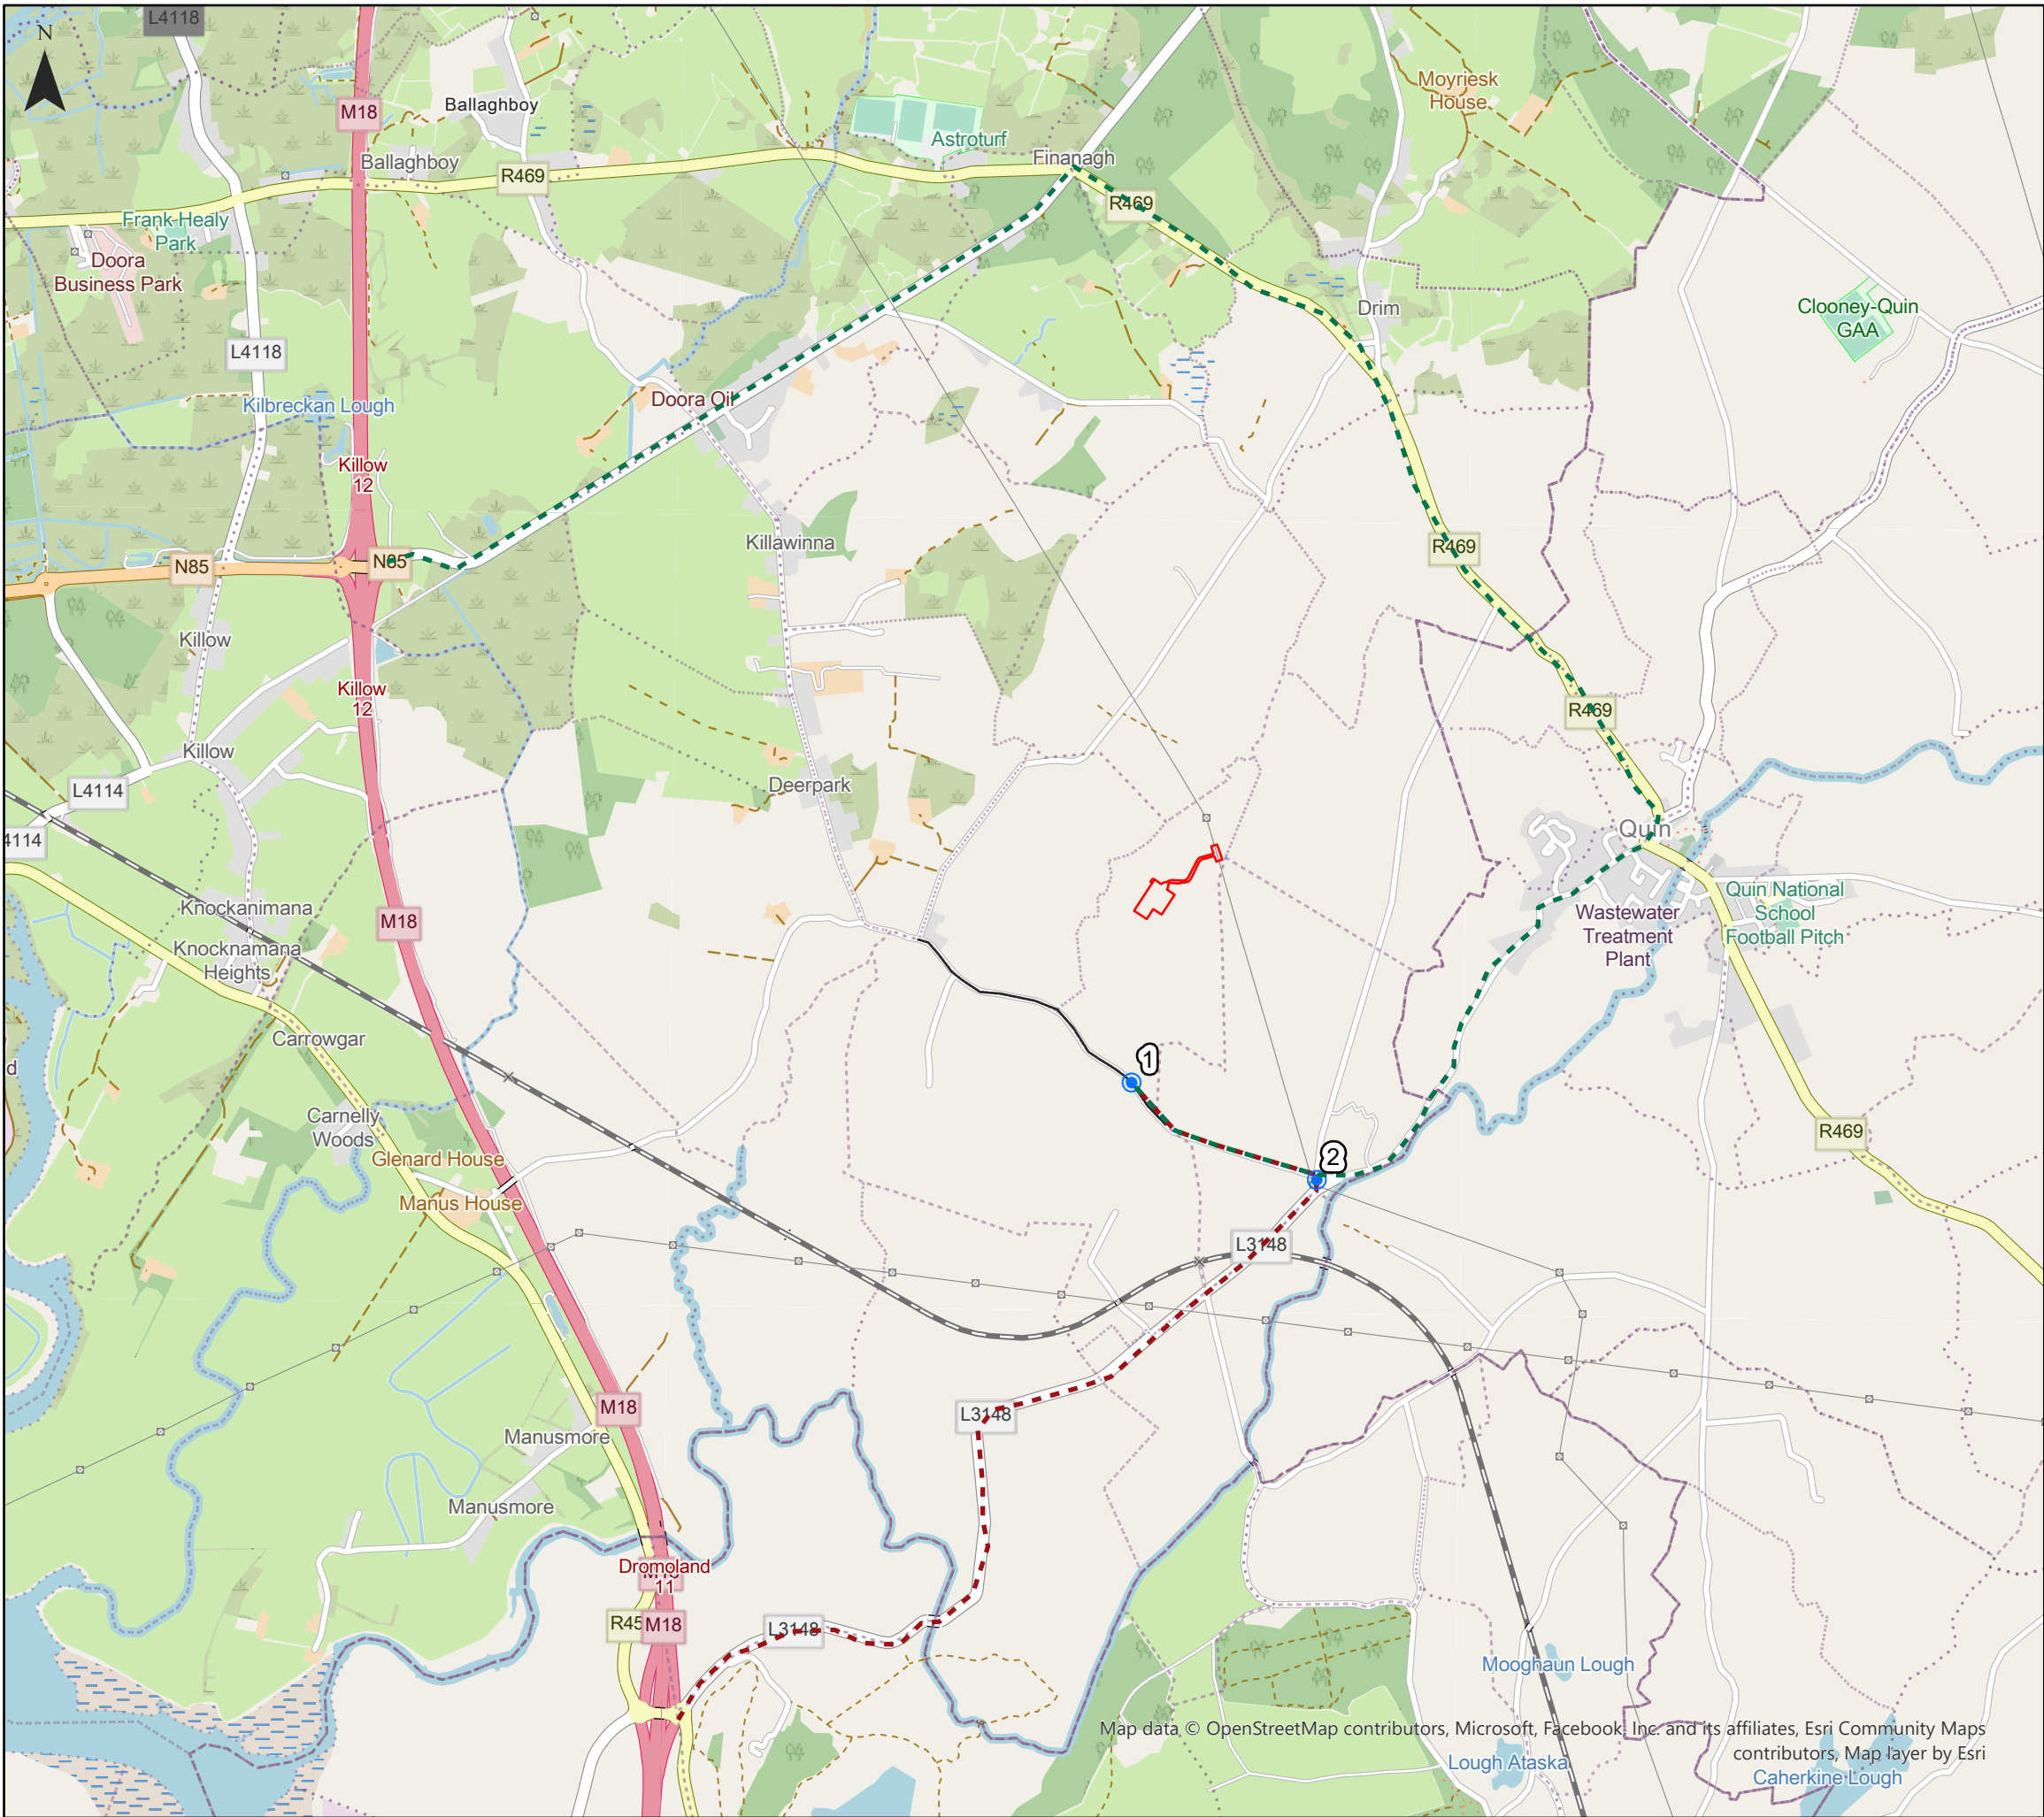 L4118
N
M18
Ballaghboy
Ballaghboy
R469
Astroturf
Finanagh
Moyriesk
House
R469
Frank Healy
Park
Doora
Business Park
Drim
Clooney-Quin
GAA
L4118
Kilbreckan Lough
Doora Oil
Killow
12
Killawinna
R469
N85
N85
Killow
Killow
12
R469
Killow
Deerpark
L4114
4114
Quin
Quin National
School
Football Pitch
Wastewater
Treatment
Plant
Knockanimana
M18
Knocknamana
Heights
Carrowgar
d
1
Carnelly
Woods
R469
Glenard House
2
Manus House
L3148
M18
L3148
Manusmore
Manusmore
Dromoland
11
R45
M18
L3148
Mooghaun Lough
Map data © OpenStreetMap contributors, Microsoft, Facebook, Inc. and its affiliates, Esri Community Maps
contributors, Map layer by Esri
Lough Ataska
Caherkine Lough